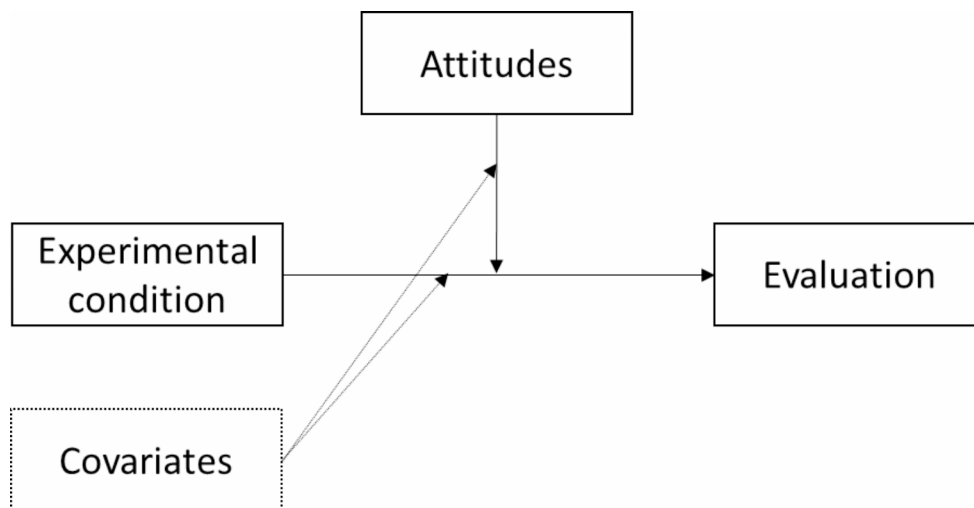 Attitudes
Experimental
condition
Evaluation
Covariates